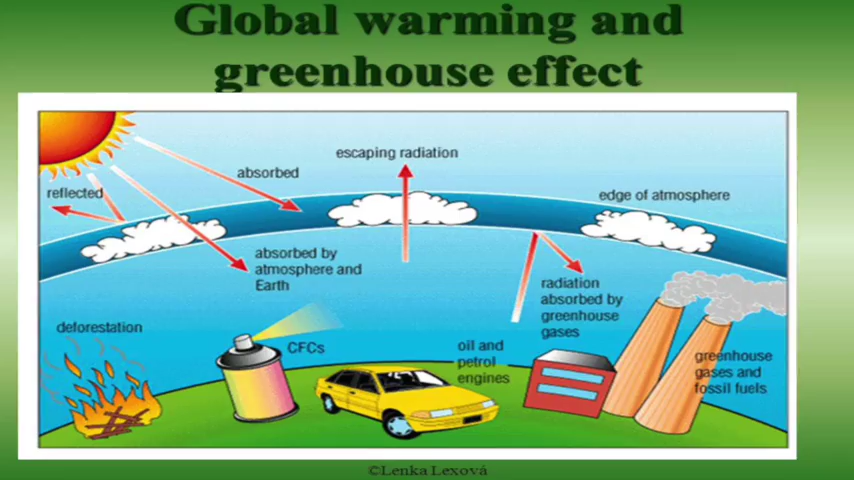 Global warming and
greenhouse effect
escaping radiation
absorbed
reflected
edge of atmosphere
absorbed by
atmosphere and
Earth
radiation
absorbed by
greenhouse
gases
deforestation
CFCs
oil and
petrol
engines
greenhouse
gases and
fossil fuels
©Lenka Lexová